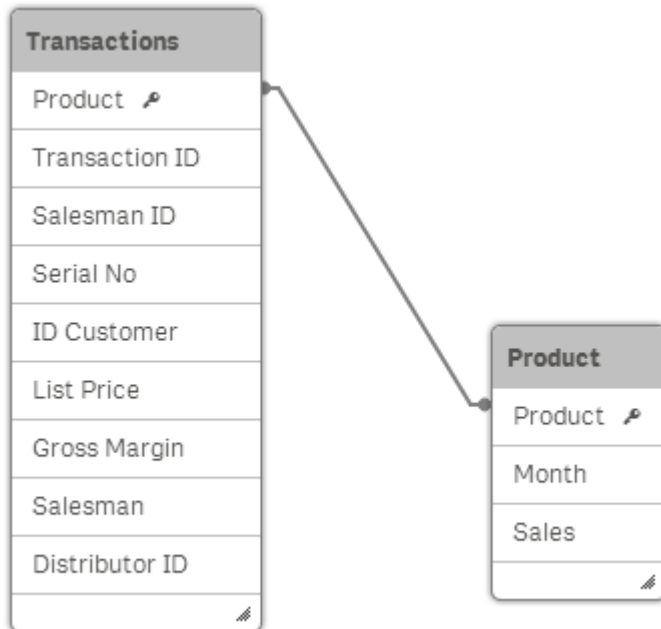 Transactions
Product
Transaction ID
Salesman ID
Serial No
ID Customer
List Price
Gross Margin
Salesman
Distributor ID
Product
Product
Month
Sales